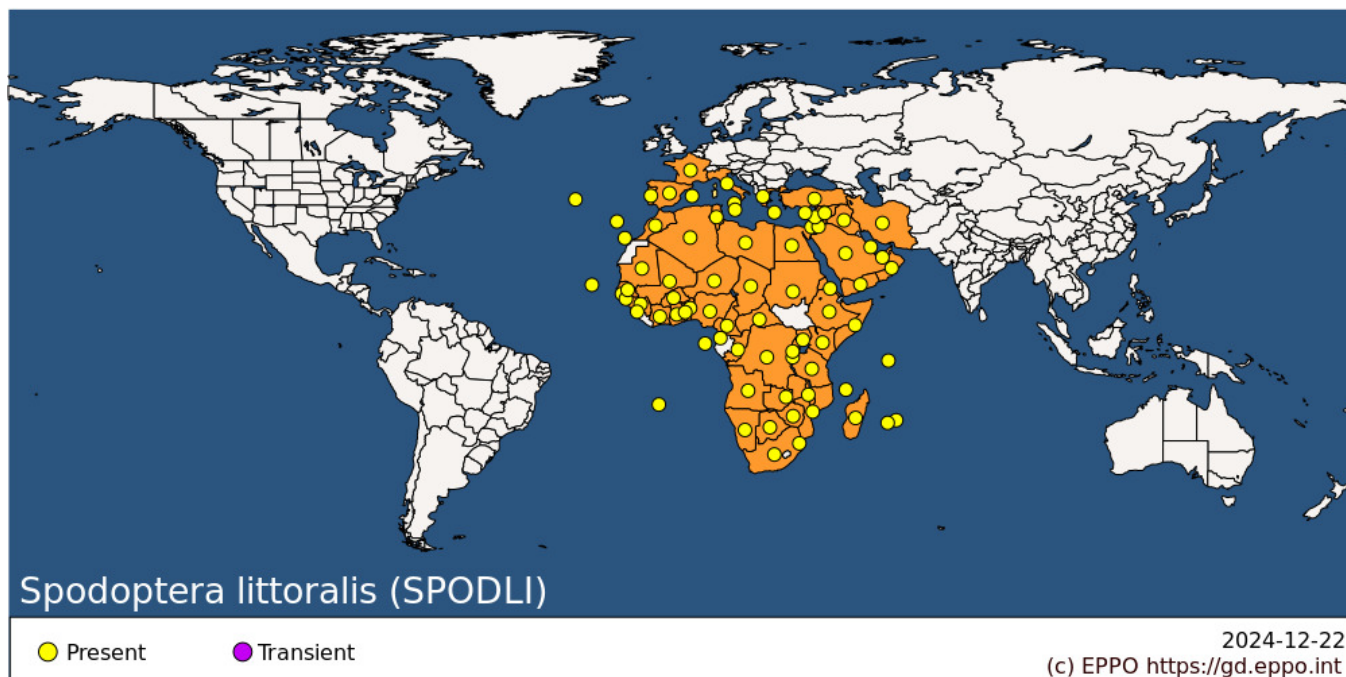 Spodoptera littoralis (SPODLI)
Present
Transient
2024-12-22
(c) EPPO https://gd.eppo.int